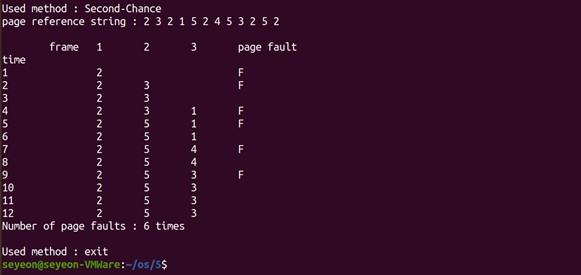 Used method : Second-Chance
page reference string : 2 3 2 1 5 2 4 5 3 2 5 2
frame 1 2 3 page fault
time
1 2 F
2 2 3 F
3 2 3
4 2 3 1 F
5 2 5 1 F
6 2 5 1
7 2 5 4 F
8 2 5 4
9 2 5 3 F
10 2 5 3
11 2 5 3
12 2 5 3
Number of page faults : 6 times
Used method : exit
seyeon@seyeon-VMWare:~/os/5$